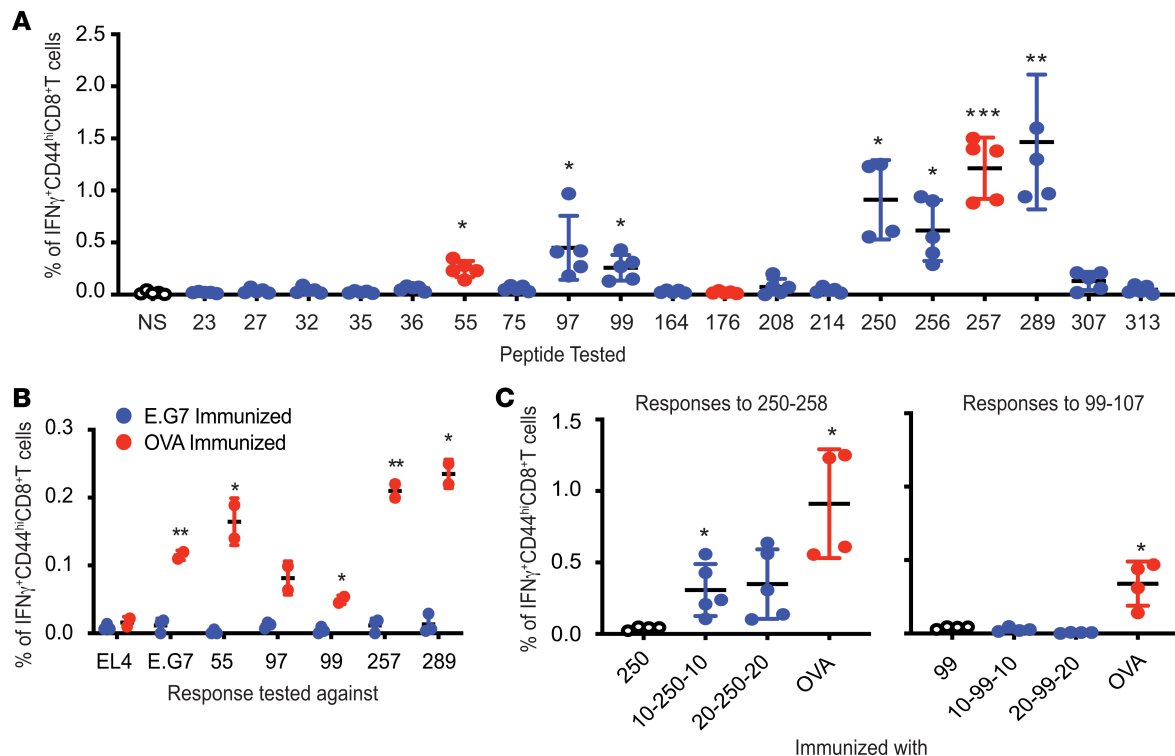 A
% of IFNγ⁺CD44ʰⁱCD8⁺T cells
2.5
2.0
1.5
1.0
0.5
0.0
* * * * * *** **
NS 23 27 32 35 36 55 75 97 99 164 176 208 214 250 256 257 289 307 313
Peptide Tested
B
% of IFNγ⁺CD44ʰⁱCD8⁺T cells
E.G7 Immunized
OVA Immunized
0.3
0.2
0.1
0.0
** * * ** *
EL4 E.G7 55 97 99 257 289
Response tested against
C
% of IFNγ⁺CD44ʰⁱCD8⁺T cells
Responses to 250-258
1.5
1.0
0.5
0.0
* *
250 10-250-10 20-250-20 OVA
Responses to 99-107
*
99 10-99-10 20-99-20 OVA
Immunized with